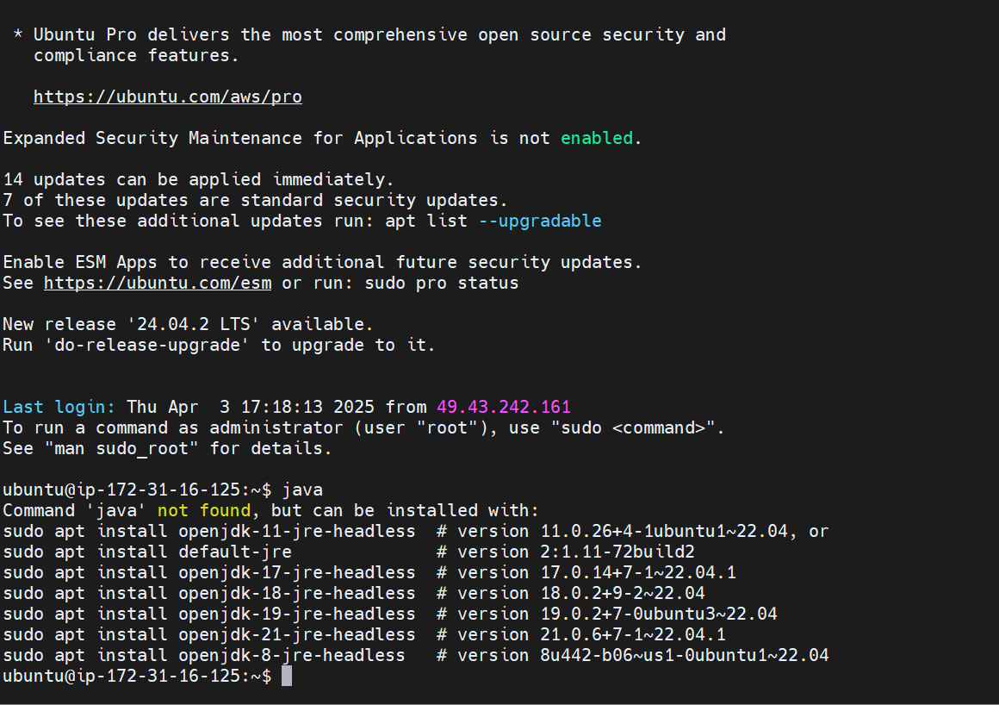 * Ubuntu Pro delivers the most comprehensive open source security and
compliance features.
https://ubuntu.com/aws/pro
Expanded Security Maintenance for Applications is not enabled.
14 updates can be applied immediately.
7 of these updates are standard security updates.
To see these additional updates run: apt list --upgradable
Enable ESM Apps to receive additional future security updates.
See https://ubuntu.com/esm or run: sudo pro status
New release '24.04.2 LTS' available.
Run 'do-release-upgrade' to upgrade to it.
Last login: Thu Apr  3 17:18:13 2025 from 49.43.242.161
To run a command as administrator (user "root"), use "sudo <command>".
See "man sudo_root" for details.
ubuntu@ip-172-31-16-125:~$ java
Command 'java' not found, but can be installed with:
sudo apt install openjdk-11-jre-headless  # version 11.0.26+4-1ubuntu1~22.04, or
sudo apt install default-jre              # version 2:1.11-72build2
sudo apt install openjdk-17-jre-headless  # version 17.0.14+7-1~22.04.1
sudo apt install openjdk-18-jre-headless  # version 18.0.2+9-2~22.04
sudo apt install openjdk-19-jre-headless  # version 19.0.2+7-0ubuntu3~22.04
sudo apt install openjdk-21-jre-headless  # version 21.0.6+7-1~22.04.1
sudo apt install openjdk-8-jre-headless   # version 8u442-b06~us1-0ubuntu1~22.04
ubuntu@ip-172-31-16-125:~$